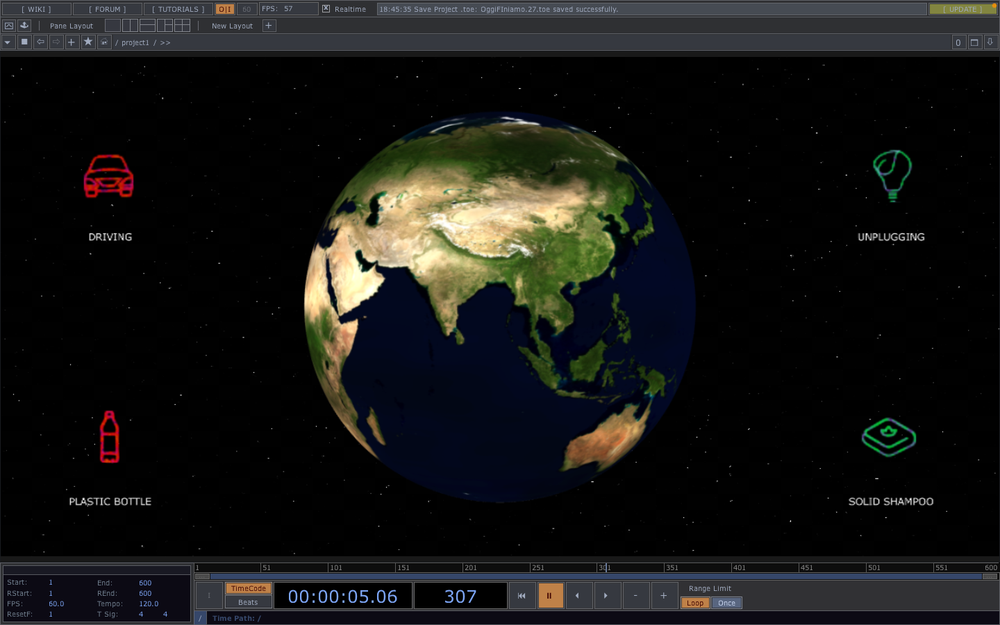 [ WIKI ] [ FORUM ] [ TUTORIALS ] O|I 60 FPS: 57 Realtime 18:45:35 Save Project .toe: OggiFIniamo.27.toe saved successfully. [ UPDATE ]
Pane Layout New Layout +
/ project1 / >> 0
DRIVING
UNPLUGGING
PLASTIC BOTTLE
SOLID SHAMPOO
1 51 101 151 201 251 301 351 401 451 501 551 600
Start: 1 End: 600
RStart: 1 REnd: 600
FPS: 60.0 Tempo: 120.0
ResetF: 1 T Sig: 4 4
TimeCode
Beats
00:00:05.06
307
- +
Range Limit
Loop Once
/ Time Path: /